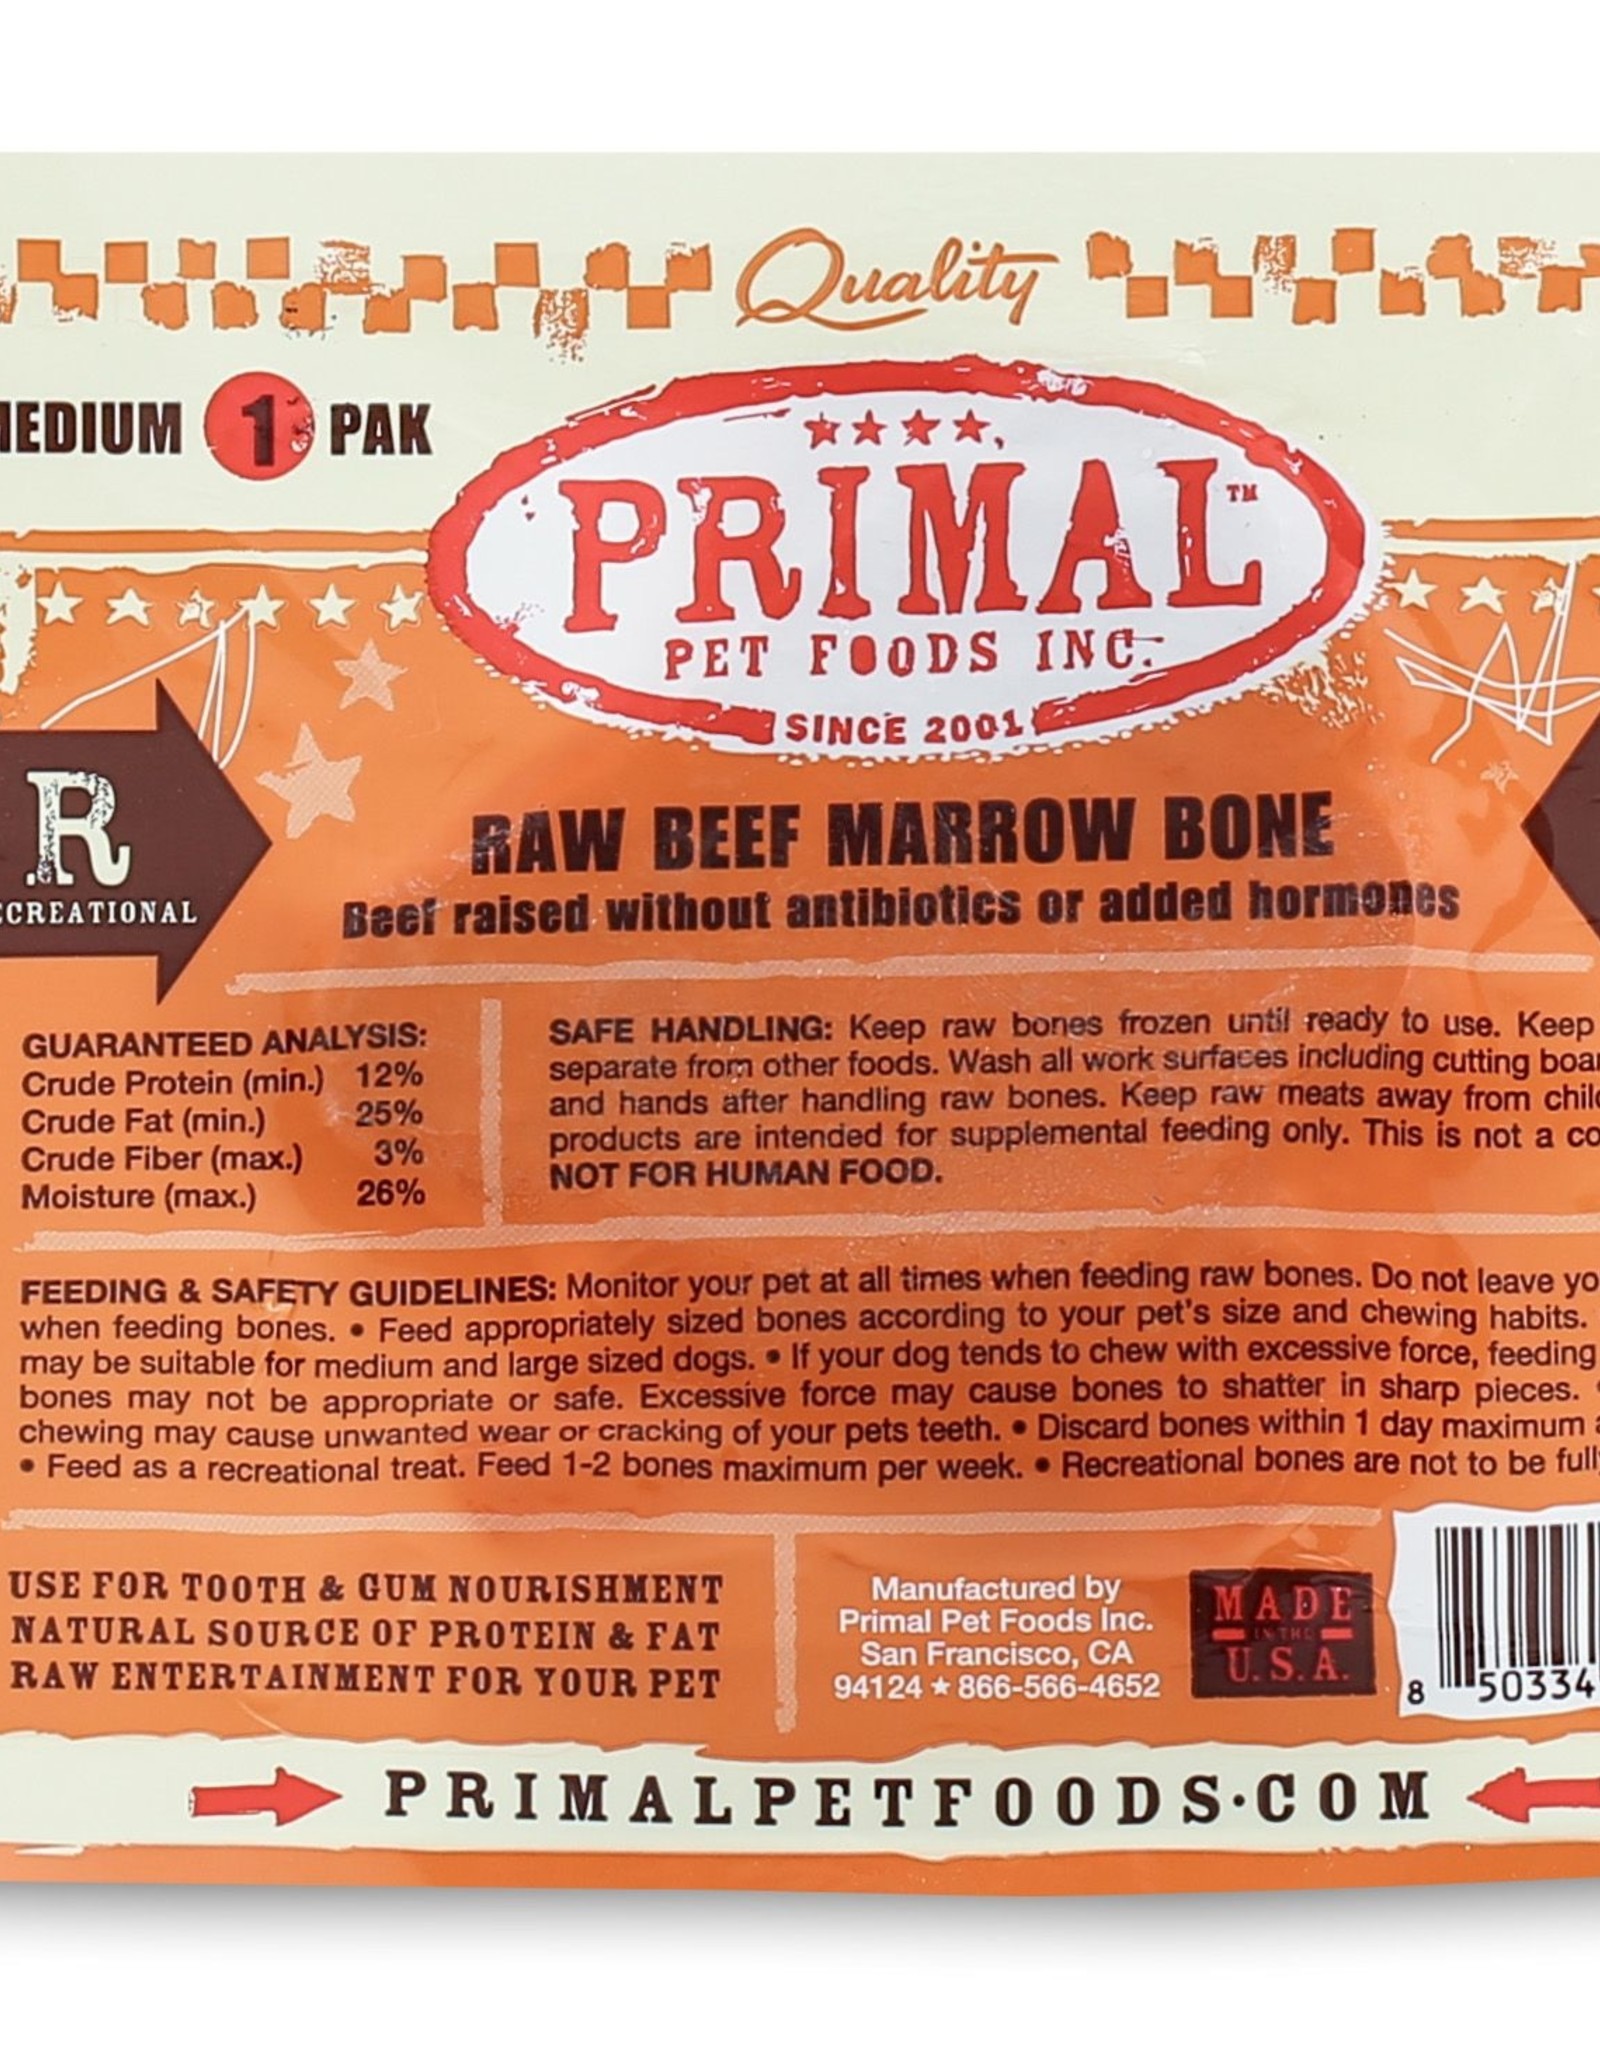 Quality
MEDIUM 1 PAK
PRIMAL™
PET FOODS INC.
SINCE 2001
R
RECREATIONAL
RAW BEEF MARROW BONE
Beef raised without antibiotics or added hormones
GUARANTEED ANALYSIS:
Crude Protein (min.) 12%
Crude Fat (min.) 25%
Crude Fiber (max.) 3%
Moisture (max.) 26%
SAFE HANDLING: Keep raw bones frozen until ready to use. Keep
separate from other foods. Wash all work surfaces including cutting
and hands after handling raw bones. Keep raw meats away from
products are intended for supplemental feeding only. This is not a
NOT FOR HUMAN FOOD.
FEEDING & SAFETY GUIDELINES: Monitor your pet at all times when feeding raw bones. Do not leave
when feeding bones. • Feed appropriately sized bones according to your pet's size and chewing habits.
may be suitable for medium and large sized dogs. • If your dog tends to chew with excessive force, feeding
bones may not be appropriate or safe. Excessive force may cause bones to shatter in sharp pieces. •
chewing may cause unwanted wear or cracking of your pets teeth. • Discard bones within 1 day maximum
• Feed as a recreational treat. Feed 1-2 bones maximum per week. • Recreational bones are not to be
USE FOR TOOTH & GUM NOURISHMENT
NATURAL SOURCE OF PROTEIN & FAT
RAW ENTERTAINMENT FOR YOUR PET
Manufactured by
Primal Pet Foods Inc.
San Francisco, CA
94124 ★ 866-566-4652
MADE
IN THE
U.S.A.
8 50334
PRIMALPETFOODS·COM